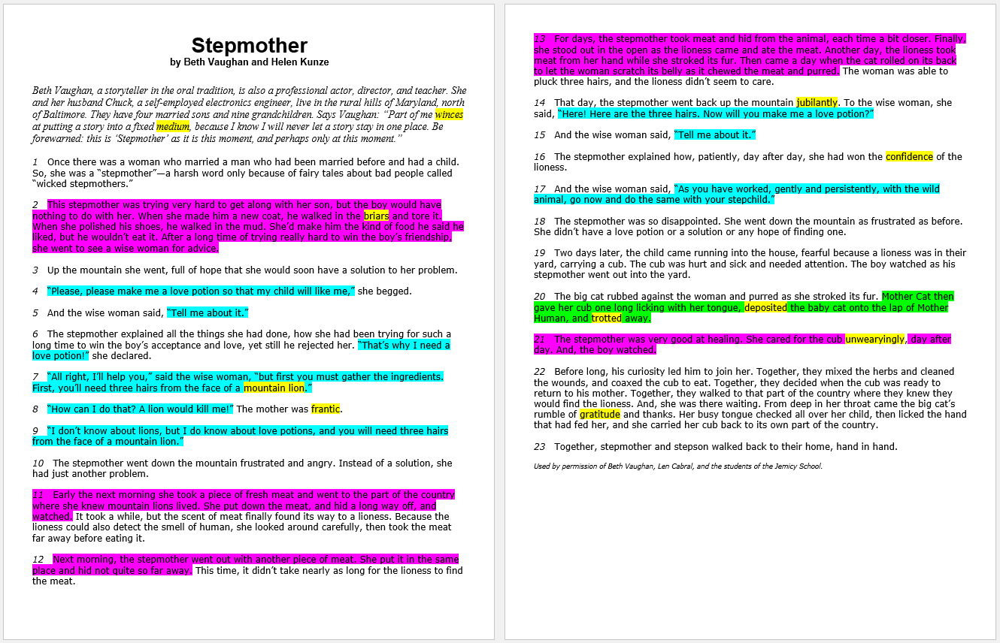 Stepmother
by Beth Vaughan and Helen Kunze
Beth Vaughan, a storyteller in the oral tradition, is also a professional actor, director, and teacher. She
and her husband Chuck, a self-employed electronics engineer, live in the rural hills of Maryland, north
of Baltimore. They have four married sons and nine grandchildren. Says Vaughan: “Part of me winces
at putting a story into a fixed medium, because I know I will never let a story stay in one place. Be
forewarned: this is ‘Stepmother’ as it is this moment, and perhaps only at this moment.”
1 Once there was a woman who married a man who had been married before and had a child.
So, she was a “stepmother”—a harsh word only because of fairy tales about bad people called
“wicked stepmothers.”
2 This stepmother was trying very hard to get along with her son, but the boy would have
nothing to do with her. When she made him a new coat, he walked in the briars and tore it.
When she polished his shoes, he walked in the mud. She’d make him the kind of food he said he
liked, but he wouldn’t eat it. After a long time of trying really hard to win the boy’s friendship,
she went to see a wise woman for advice.
3 Up the mountain she went, full of hope that she would soon have a solution to her problem.
4 “Please, please make me a love potion so that my child will like me,” she begged.
5 And the wise woman said, “Tell me about it.”
6 The stepmother explained all the things she had done, how she had been trying for such a
long time to win the boy’s acceptance and love, yet still he rejected her. “That’s why I need a
love potion!” she declared.
7 “All right, I’ll help you,” said the wise woman, “but first you must gather the ingredients.
First, you’ll need three hairs from the face of a mountain lion.”
8 “How can I do that? A lion would kill me!” The mother was frantic.
9 “I don’t know about lions, but I do know about love potions, and you will need three hairs
from the face of a mountain lion.”
10 The stepmother went down the mountain frustrated and angry. Instead of a solution, she
had just another problem.
11 Early the next morning she took a piece of fresh meat and went to the part of the country
where she knew mountain lions lived. She put down the meat, and hid a long way off, and
watched. It took a while, but the scent of meat finally found its way to a lioness. Because the
lioness could also detect the smell of human, she looked around carefully, then took the meat
far away before eating it.
12 Next morning, the stepmother went out with another piece of meat. She put it in the same
place and hid not quite so far away. This time, it didn’t take nearly as long for the lioness to find
the meat.
13 For days, the stepmother took meat and hid from the animal, each time a bit closer. Finally,
she stood out in the open as the lioness came and ate the meat. Another day, the lioness took
meat from her hand while she stroked its fur. Then came a day when the cat rolled on its back
to let the woman scratch its belly as it chewed the meat and purred. The woman was able to
pluck three hairs, and the lioness didn’t seem to care.
14 That day, the stepmother went back up the mountain jubilantly. To the wise woman, she
said, “Here! Here are the three hairs. Now will you make me a love potion?”
15 And the wise woman said, “Tell me about it.”
16 The stepmother explained how, patiently, day after day, she had won the confidence of the
lioness.
17 And the wise woman said, “As you have worked, gently and persistently, with the wild
animal, go now and do the same with your stepchild.”
18 The stepmother was so disappointed. She went down the mountain as frustrated as before.
She didn’t have a love potion or a solution or any hope of finding one.
19 Two days later, the child came running into the house, fearful because a lioness was in their
yard, carrying a cub. The cub was hurt and sick and needed attention. The boy watched as his
stepmother went out into the yard.
20 The big cat rubbed against the woman and purred as she stroked its fur. Mother Cat then
gave her cub one long licking with her tongue, deposited the baby cat onto the lap of Mother
Human, and trotted away.
21 The stepmother was very good at healing. She cared for the cub unwearyingly, day after
day. And, the boy watched.
22 Before long, his curiosity led him to join her. Together, they mixed the herbs and cleaned
the wounds, and coaxed the cub to eat. Together, they decided when the cub was ready to
return to his mother. Together, they walked to that part of the country where they knew they
would find the lioness. And, she was there waiting. From deep in her throat came the big cat’s
rumble of gratitude and thanks. Her busy tongue checked all over her child, then licked the hand
that had fed her, and she carried her cub back to its own part of the country.
23 Together, stepmother and stepson walked back to their home, hand in hand.
Used by permission of Beth Vaughan, Len Cabral, and the students of the Jemicy School.